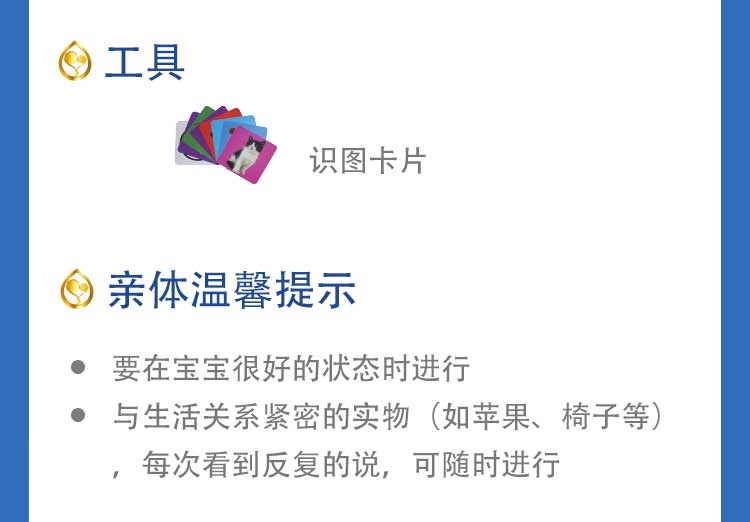 工具
识图卡片
亲体温馨提示
● 要在宝宝很好的状态时进行
● 与生活关系紧密的实物（如苹果、椅子等）
，每次看到反复的说，可随时进行